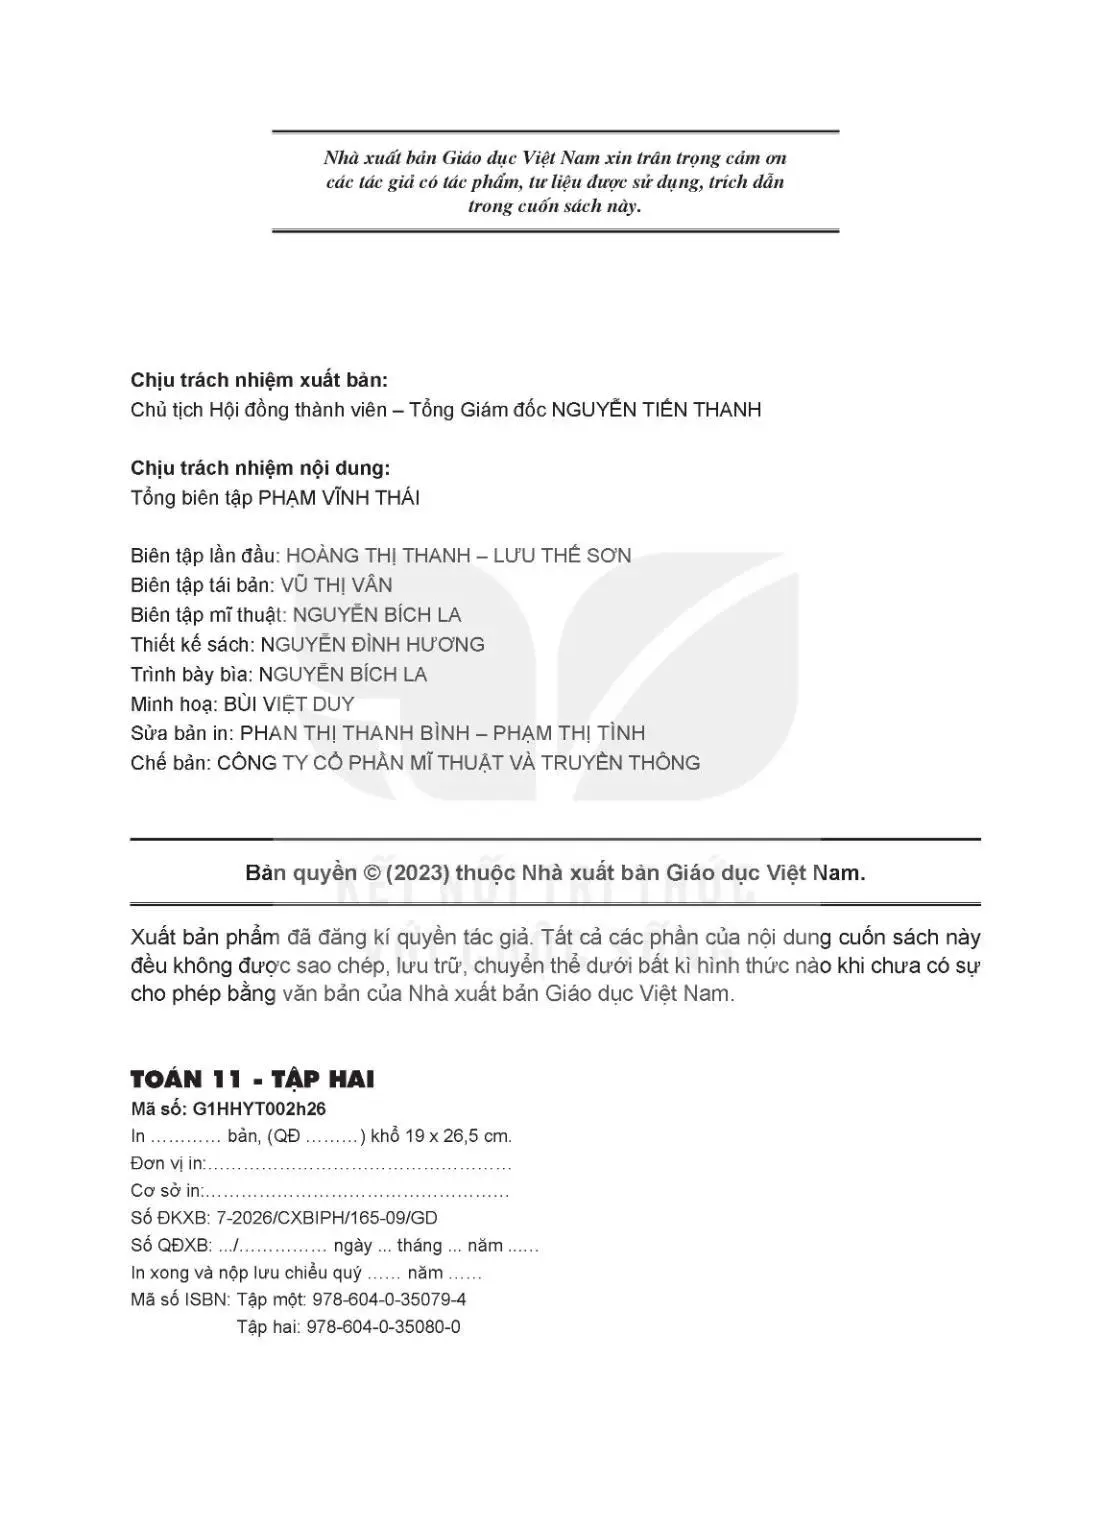 Nhà xuất bản Giáo dục Việt Nam xin trân trọng cảm ơn
các tác giả có tác phẩm, tư liệu được sử dụng, trích dẫn
trong cuốn sách này.
Chịu trách nhiệm xuất bản:
Chủ tịch Hội đồng thành viên – Tổng Giám đốc NGUYỄN TIẾN THANH
Chịu trách nhiệm nội dung:
Tổng biên tập PHẠM VĨNH THÁI
Biên tập lần đầu: HOÀNG THỊ THANH – LƯU THẾ SƠN
Biên tập tái bản: VŨ THỊ VÂN
Biên tập mĩ thuật: NGUYỄN BÍCH LA
Thiết kế sách: NGUYỄN ĐÌNH HƯƠNG
Trình bày bìa: NGUYỄN BÍCH LA
Minh hoạ: BÙI VIỆT DUY
Sửa bản in: PHAN THỊ THANH BÌNH – PHẠM THỊ TÌNH
Chế bản: CÔNG TY CỔ PHẦN MĨ THUẬT VÀ TRUYỀN THÔNG
Bản quyền © (2023) thuộc Nhà xuất bản Giáo dục Việt Nam.
KẾT NỐI TRI THỨC
VỚI CUỘC SỐNG
Xuất bản phẩm đã đăng kí quyền tác giả. Tất cả các phần của nội dung cuốn sách này
đều không được sao chép, lưu trữ, chuyển thể dưới bất kì hình thức nào khi chưa có sự
cho phép bằng văn bản của Nhà xuất bản Giáo dục Việt Nam.
TOÁN 11 - TẬP HAI
Mã số: G1HHYT002h26
In ………… bản, (QĐ ………) khổ 19 x 26,5 cm.
Đơn vị in:……………………………………………
Cơ sở in:……………………………………………
Số ĐKXB: 7-2026/CXBIPH/165-09/GD
Số QĐXB: .../…………… ngày ... tháng ... năm ......
In xong và nộp lưu chiểu quý …… năm ……
Mã số ISBN: Tập một: 978-604-0-35079-4
Tập hai: 978-604-0-35080-0